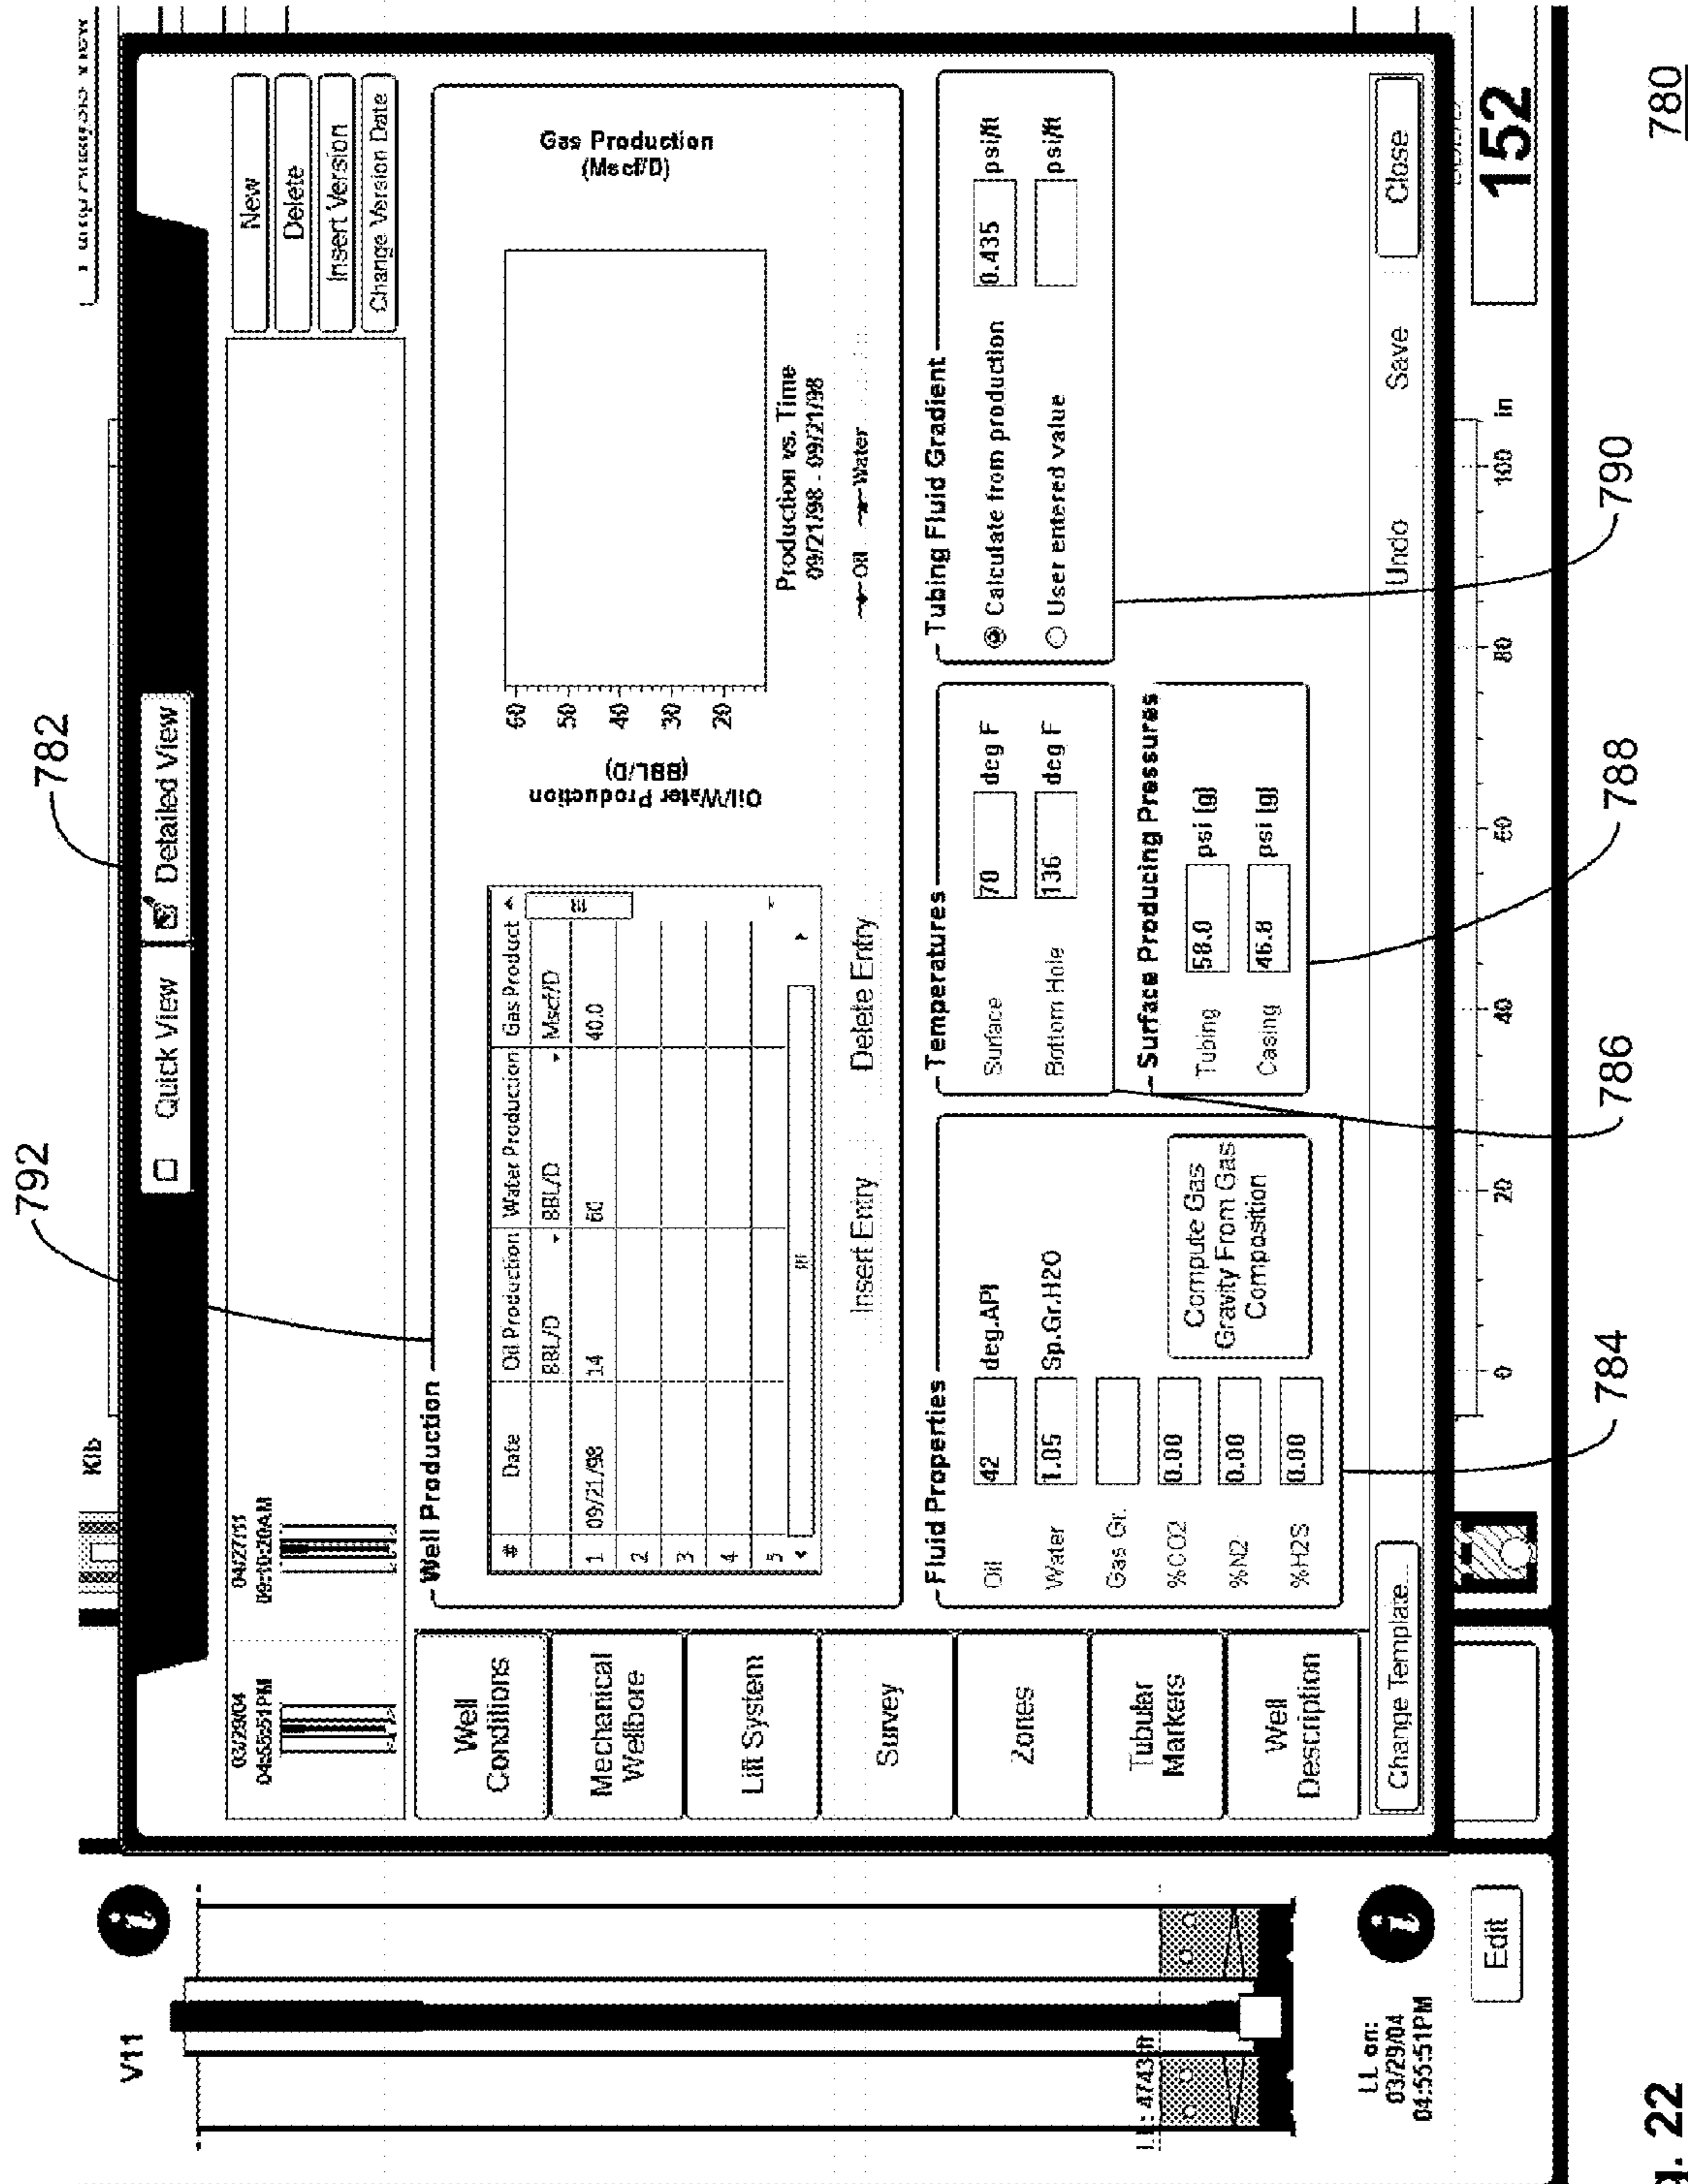 792
782
Klb
V11
Quick View
Detailed View
03/29/04
04:55:51PM
04/27/11
09:10:20AM
New
Delete
Insert Version
Change Version Date
Well
Conditions
Mechanical
Wellbore
Lift System
Survey
Zones
Tubular
Markers
Well
Description
Well Production
# Date Oil Production Water Production Gas Product
BBL/D BBL/D Mscf/D
1 09/21/98 14 60 40.0
2
3
4
5
Insert Entry Delete Entry
Oil/Water Production
(BBL/D)
60
50
40
30
20
Gas Production
(Mscf/D)
Production vs. Time
09/21/98 - 09/21/98
Oil Water
Fluid Properties
Oil 42 deg.API
Water 1.05 Sp.Gr.H2O
Gas Gr.
%CO2 0.00
%N2 0.00
%H2S 0.00
Compute Gas
Gravity From Gas
Composition
Temperatures
Surface 70 deg F
Bottom Hole 136 deg F
Surface Producing Pressures
Tubing 58.0 psi (g)
Casing 46.8 psi (g)
Tubing Fluid Gradient
Calculate from production 0.435 psi/ft
User entered value psi/ft
Change Template...
Undo Save Close
LL: 4743 ft
LL on:
03/29/04
04:55:51PM
Edit
0 20 40 60 80 100 in
152
784
786
788
790
780
22